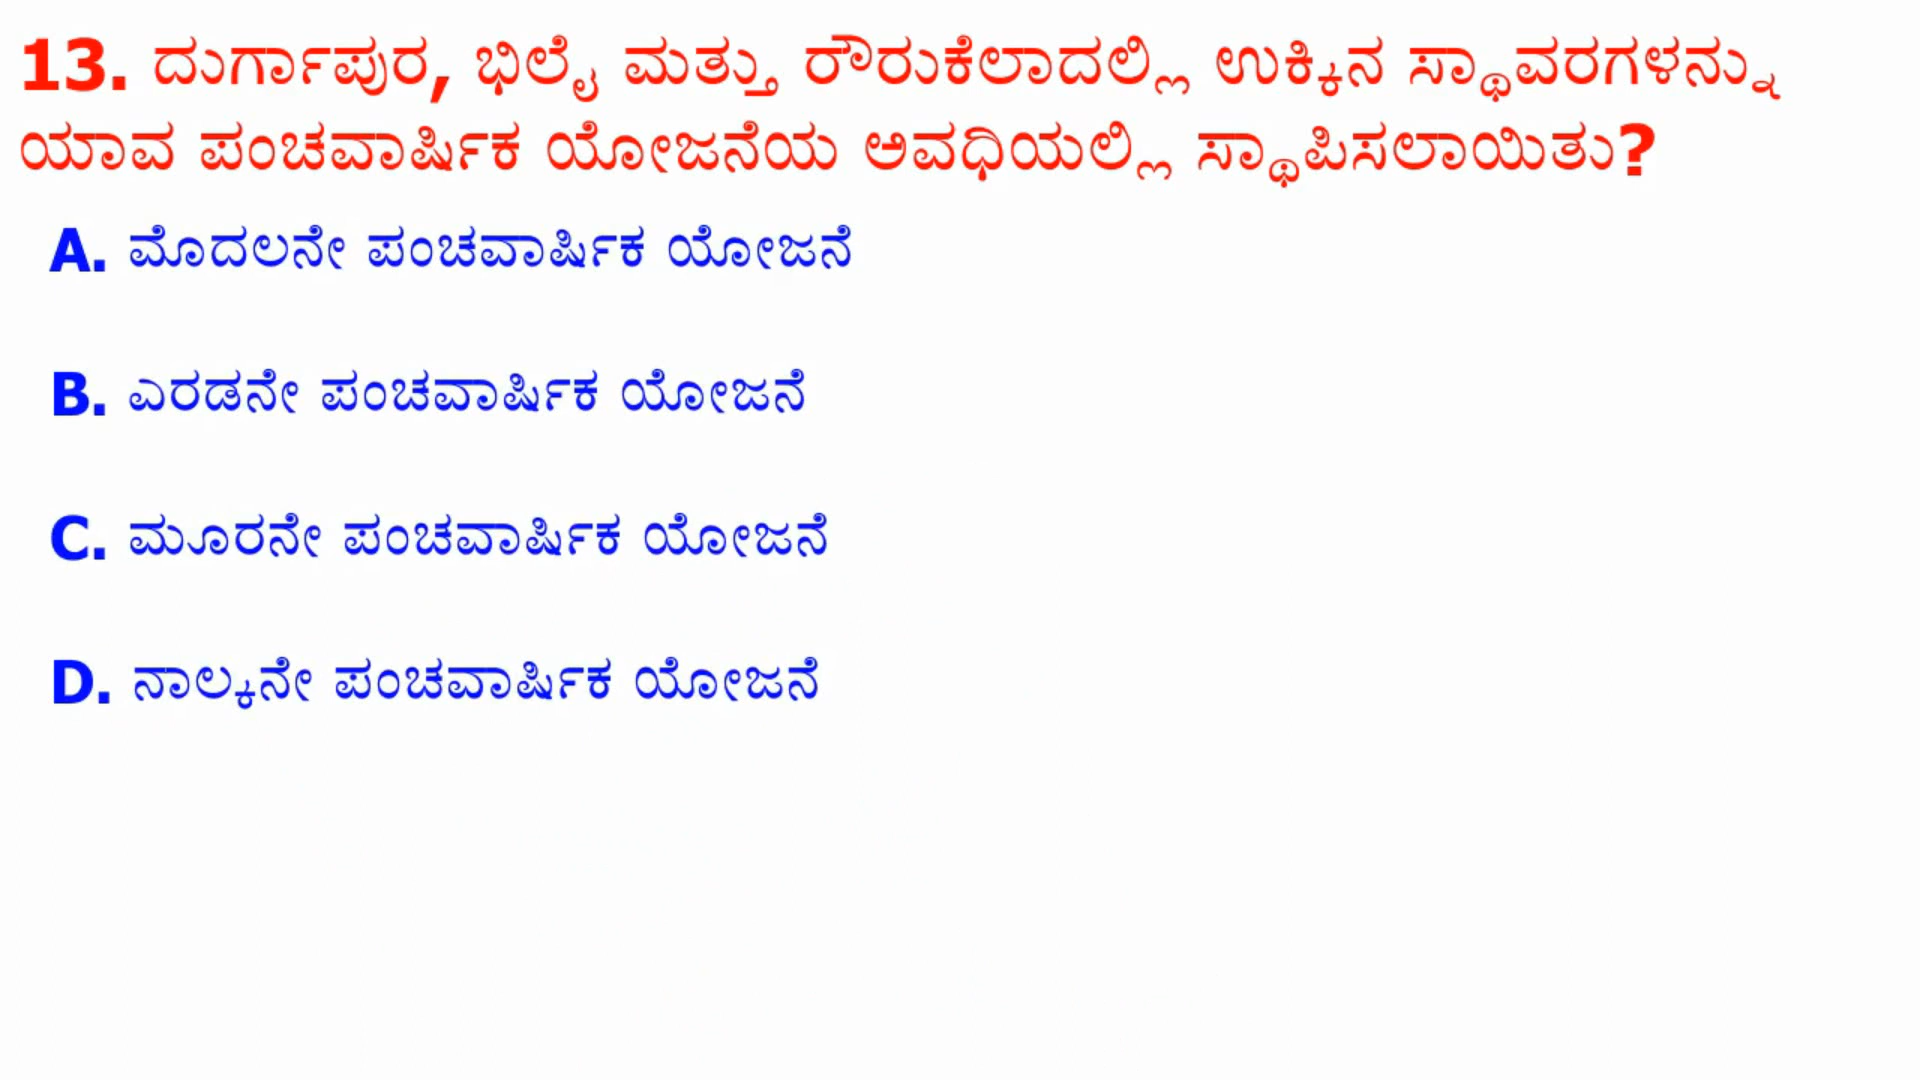 13. ದುರ್ಗಾಪುರ, ಭಿಲೈ ಮತ್ತು ರೌರುಕೆಲಾದಲ್ಲಿ ಉಕ್ಕಿನ ಸ್ಥಾವರಗಳನ್ನು
ಯಾವ ಪಂಚವಾರ್ಷಿಕ ಯೋಜನೆಯ ಅವಧಿಯಲ್ಲಿ ಸ್ಥಾಪಿಸಲಾಯಿತು?
A. ಮೊದಲನೇ ಪಂಚವಾರ್ಷಿಕ ಯೋಜನೆ
B. ಎರಡನೇ ಪಂಚವಾರ್ಷಿಕ ಯೋಜನೆ
C. ಮೂರನೇ ಪಂಚವಾರ್ಷಿಕ ಯೋಜನೆ
D. ನಾಲ್ಕನೇ ಪಂಚವಾರ್ಷಿಕ ಯೋಜನೆ